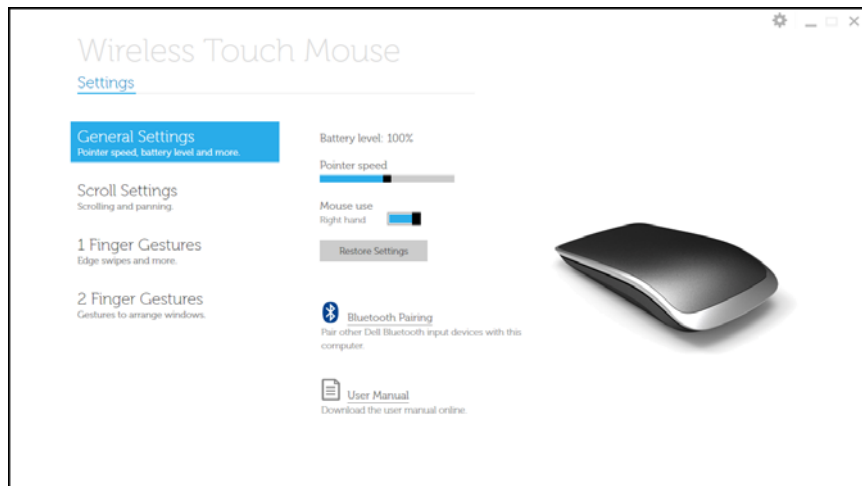 Wireless Touch Mouse
Settings
General Settings
Pointer speed, battery level and more.
Scroll Settings
Scrolling and panning.
1 Finger Gestures
Edge swipes and more.
2 Finger Gestures
Gestures to arrange windows.
Battery level: 100%
Pointer speed
Mouse use
Right hand
Restore Settings
Bluetooth Pairing
Pair other Dell Bluetooth input devices with this
computer.
User Manual
Download the user manual online.